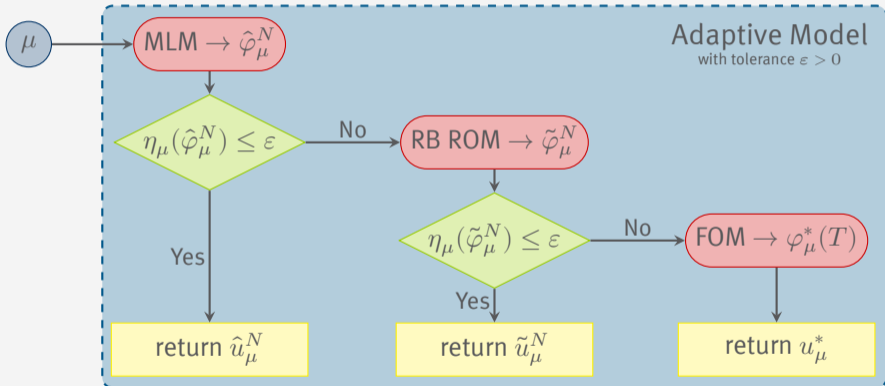 μ
MLM → φ̂_μ^N
Adaptive Model
with tolerance ε > 0
η_μ(φ̂_μ^N) ≤ ε
No
RB ROM → φ̃_μ^N
Yes
η_μ(φ̃_μ^N) ≤ ε
No
FOM → φ_μ^*(T)
Yes
return û_μ^N
return ũ_μ^N
return u_μ^*